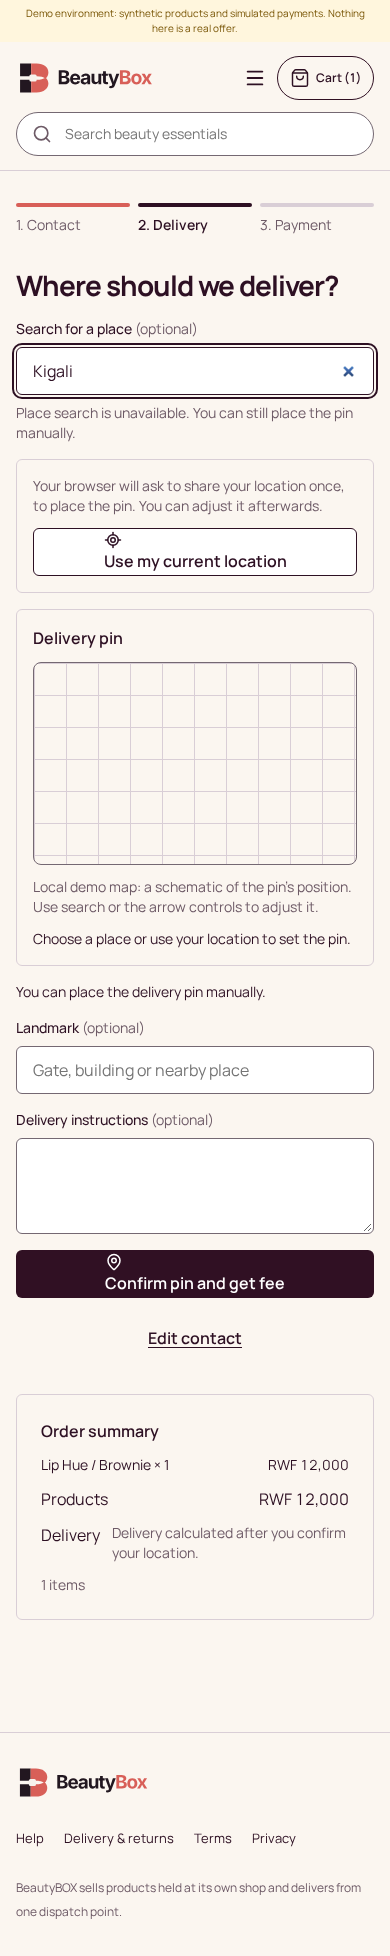 Demo environment: synthetic products and simulated payments. Nothing
here is a real offer.
BeautyBox
Cart (1)
Search beauty essentials
1. Contact
2. Delivery
3. Payment
Where should we deliver?
Search for a place (optional)
Kigali
Place search is unavailable. You can still place the pin
manually.
Your browser will ask to share your location once,
to place the pin. You can adjust it afterwards.
Use my current location
Delivery pin
Local demo map: a schematic of the pin's position.
Use search or the arrow controls to adjust it.
Choose a place or use your location to set the pin.
You can place the delivery pin manually.
Landmark (optional)
Gate, building or nearby place
Delivery instructions (optional)
Confirm pin and get fee
Edit contact
Order summary
Lip Hue / Brownie × 1 RWF 12,000
Products RWF 12,000
Delivery Delivery calculated after you confirm
your location.
1 items
BeautyBox
Help Delivery & returns Terms Privacy
BeautyBOX sells products held at its own shop and delivers from
one dispatch point.